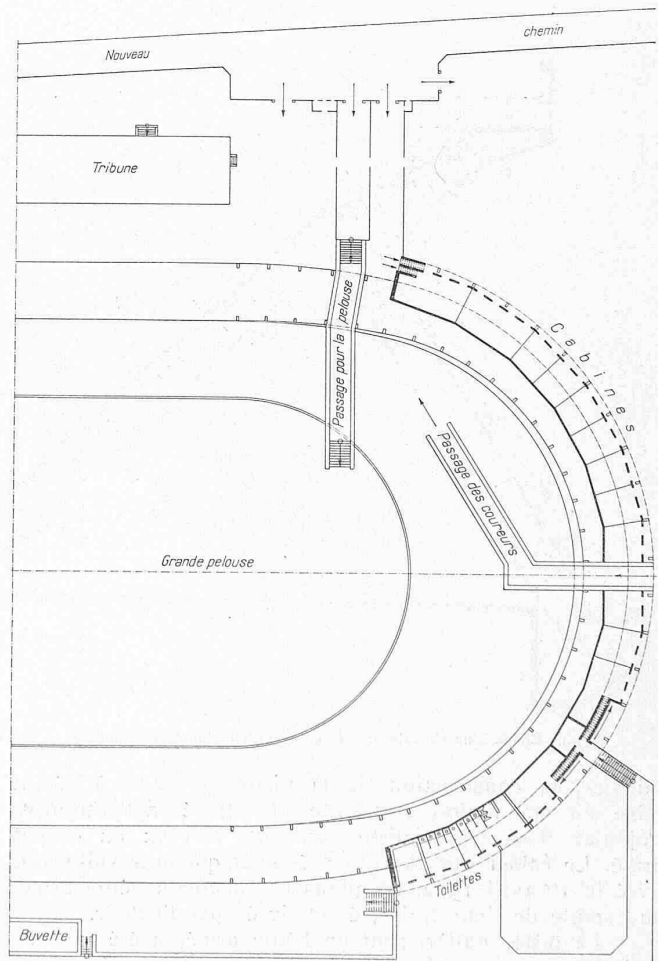 Nouveau
chemin
Tribune
Passage pour la pelouse
Cabines
Passage des coureurs
Grande pelouse
Toilettes
Buvette